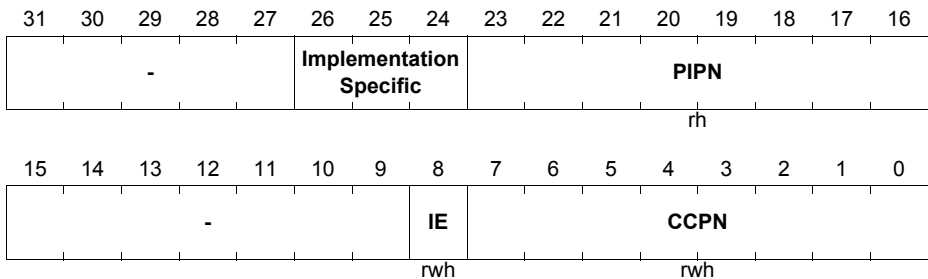 31 30 29 28 27 26 25 24 23 22 21 20 19 18 17 16
- Implementation Specific PIPN
rh
15 14 13 12 11 10 9 8 7 6 5 4 3 2 1 0
- IE CCPN
rwh rwh